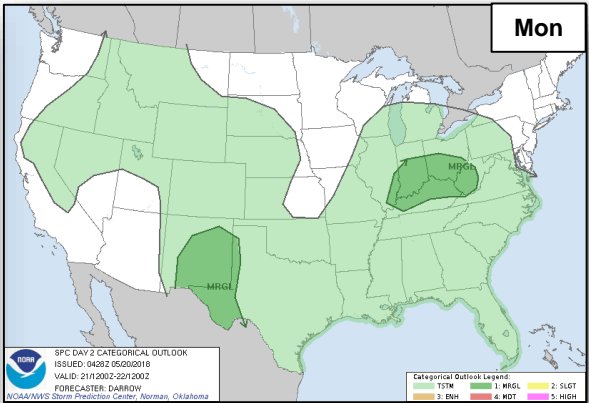 Mon
MRGL
MRGL
SPC DAY 2 CATEGORICAL OUTLOOK
ISSUED: 0428Z 05/20/2018
VALID: 21/1200Z-22/1200Z
FORECASTER: DARROW
NOAA/NWS Storm Prediction Center, Norman, Oklahoma
NOAA
Categorical Outlook Legend:
TSTM 1: MRGL 2: SLGT
3: ENH 4: MDT 5: HIGH